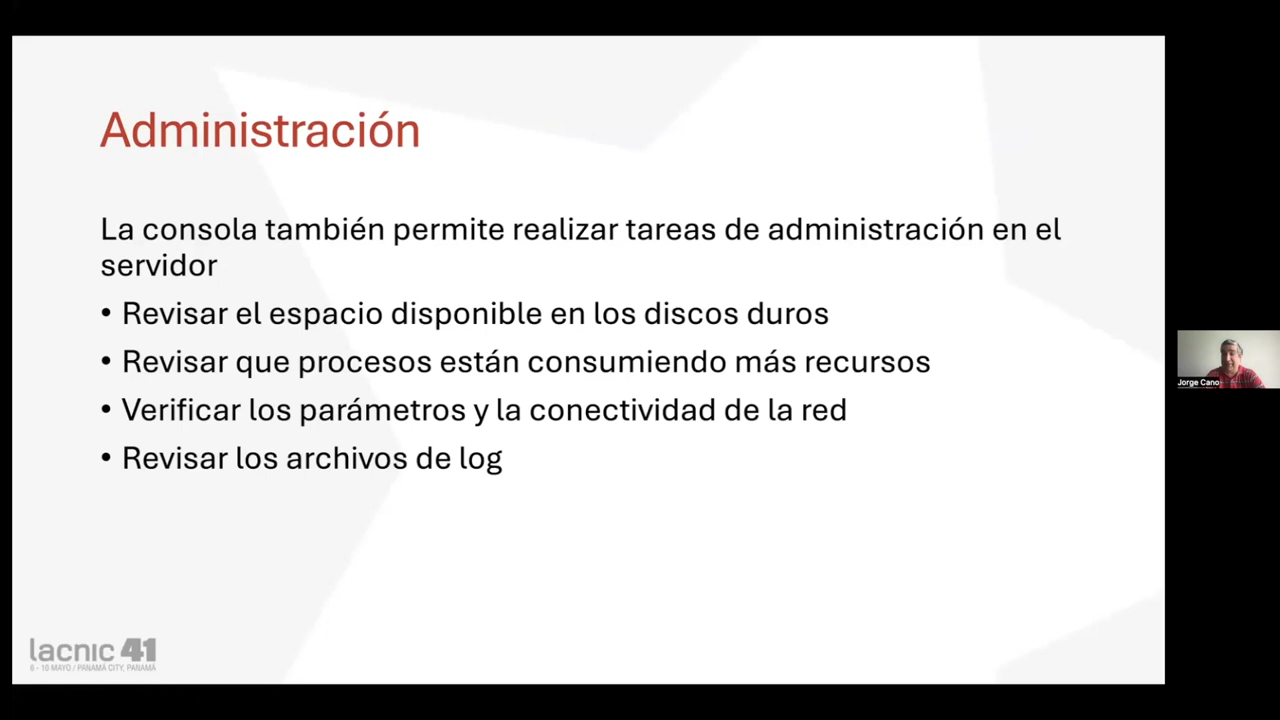 Administración
La consola también permite realizar tareas de administración en el
servidor
• Revisar el espacio disponible en los discos duros
• Revisar que procesos están consumiendo más recursos
• Verificar los parámetros y la conectividad de la red
• Revisar los archivos de log
Jorge Cano
lacnic 41
6 - 10 MAYO / PANAMÁ CITY, PANAMÁ